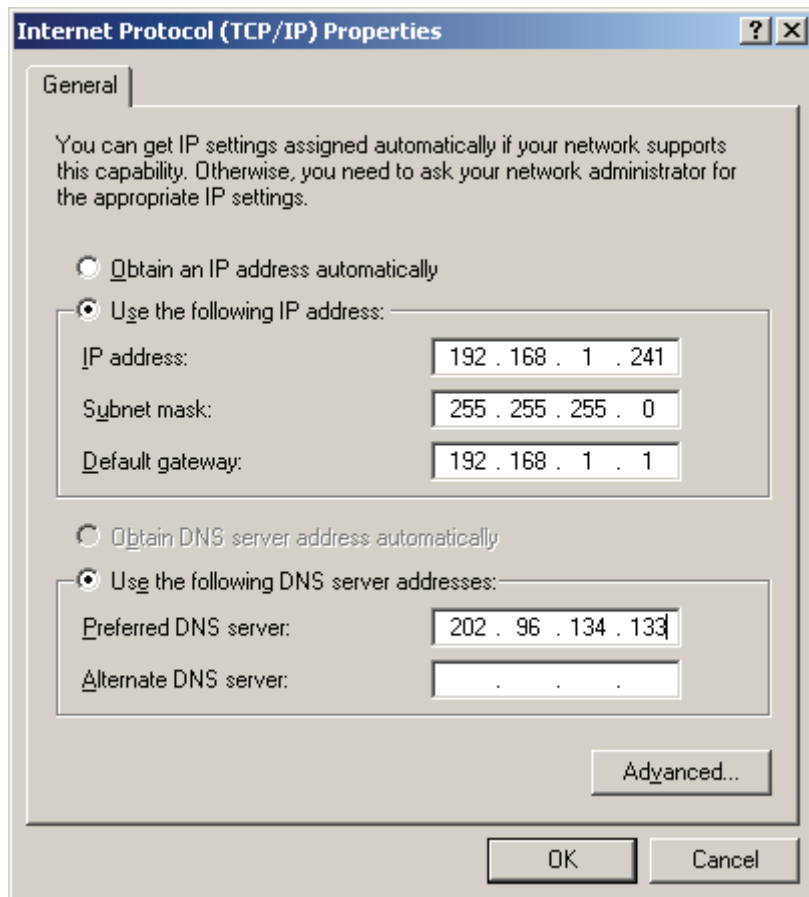 Internet Protocol (TCP/IP) Properties
General
You can get IP settings assigned automatically if your network supports
this capability. Otherwise, you need to ask your network administrator for
the appropriate IP settings.
Obtain an IP address automatically
Use the following IP address:
IP address: 192 . 168 . 1 . 241
Subnet mask: 255 . 255 . 255 . 0
Default gateway: 192 . 168 . 1 . 1
Obtain DNS server address automatically
Use the following DNS server addresses:
Preferred DNS server: 202 . 96 . 134 . 133
Alternate DNS server: . . .
Advanced...
OK Cancel